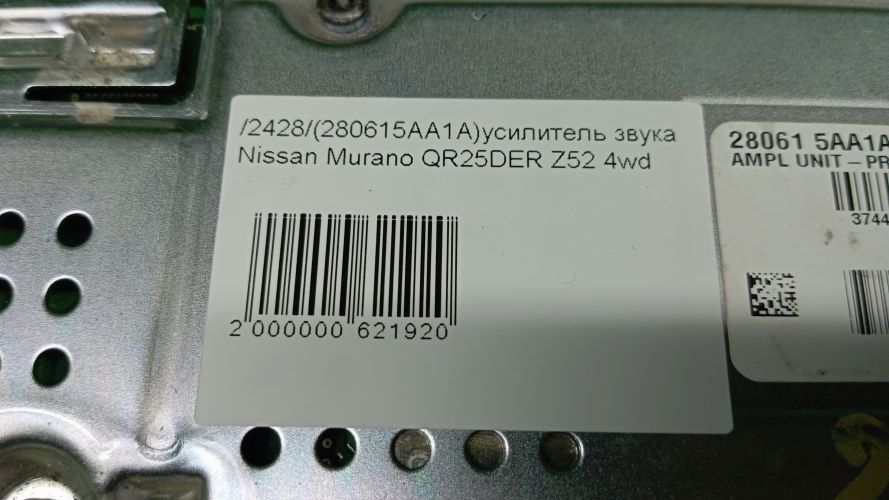 /2428/(280615AA1A)усилитель звука
Nissan Murano QR25DER Z52 4wd
2 000000 621920
28061 5AA1A
AMPL UNIT – PR
3744